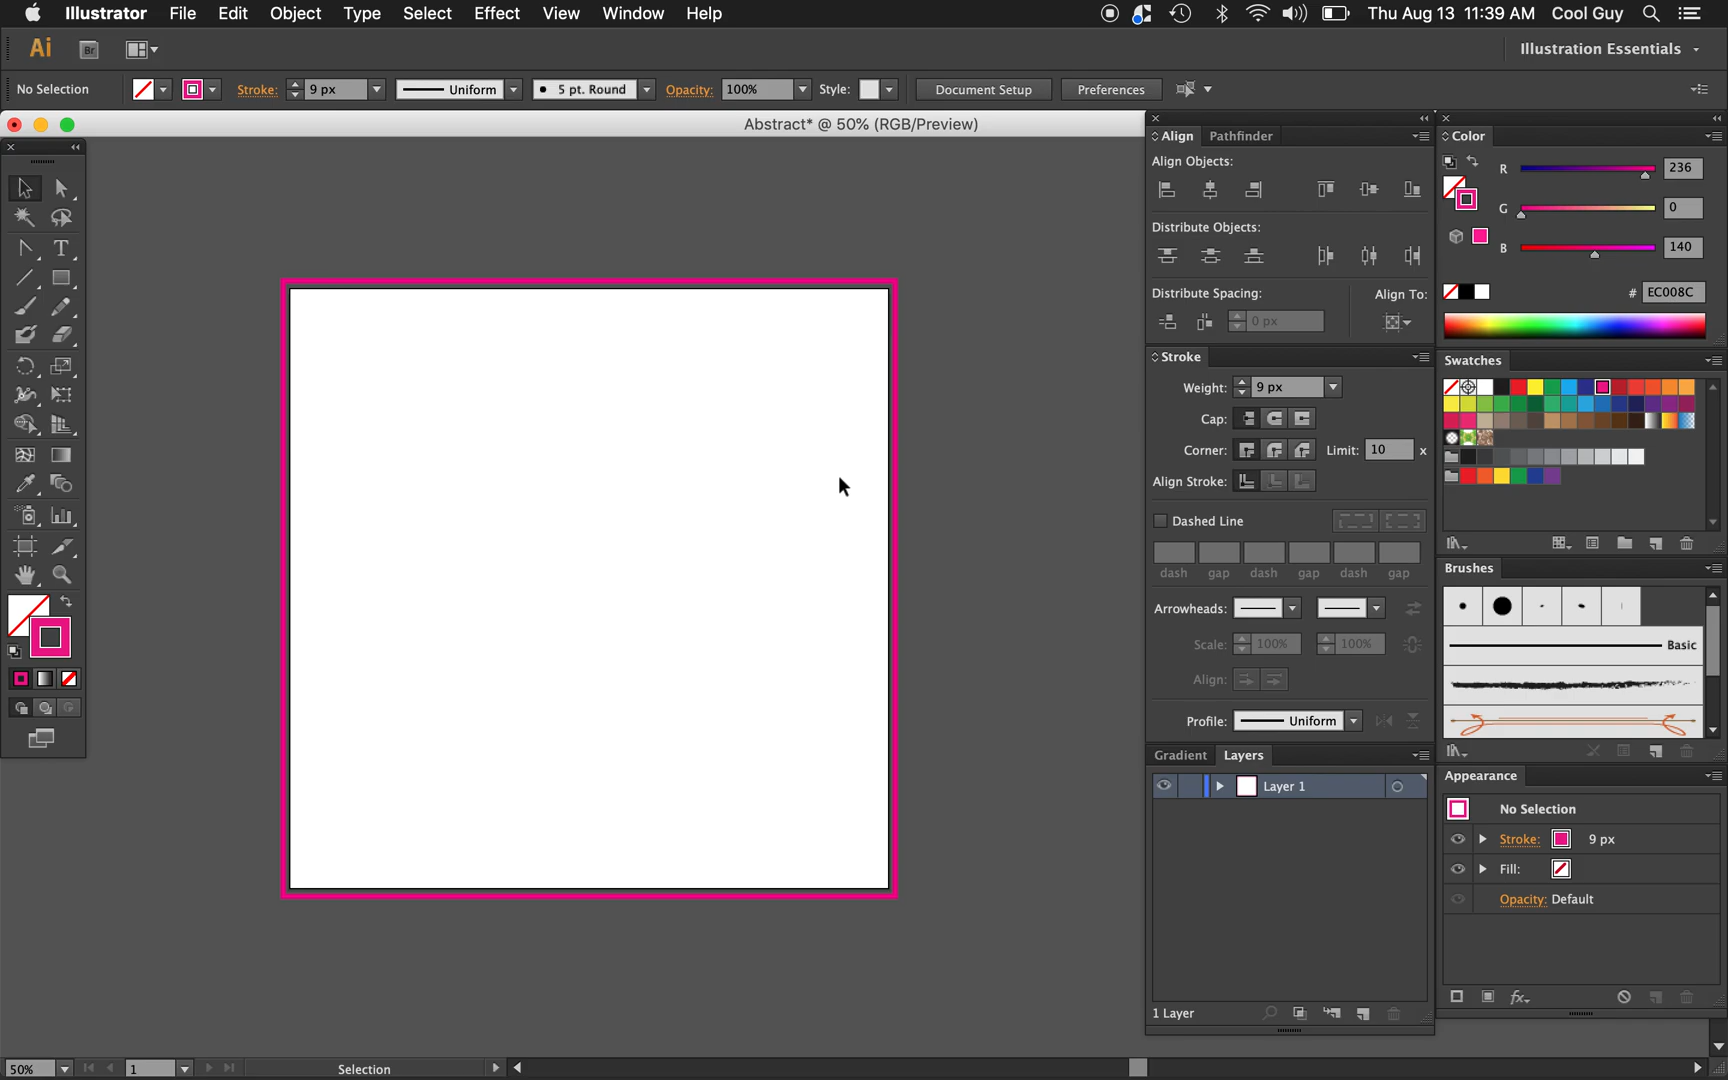 Illustrator File Edit Object Type Select Effect View Window Help Thu Aug 13 11:39 AM Cool Guy
Ai Br Illustration Essentials
No Selection Stroke: 9 px Uniform 5 pt. Round Opacity: 100% Style: Document Setup Preferences
Abstract* @ 50% (RGB/Preview)
Align Pathfinder
Align Objects:
Distribute Objects:
Distribute Spacing: Align To:
0 px
Stroke
Weight: 9 px
Cap:
Corner: Limit: 10 x
Align Stroke:
Dashed Line
dash gap dash gap dash gap
Arrowheads:
Scale: 100% 100%
Align:
Profile: Uniform
Gradient Layers
Layer 1
1 Layer
Color
R 236
G 0
B 140
# EC008C
Swatches
Brushes
Basic
Appearance
No Selection
Stroke: 9 px
Fill:
Opacity: Default
fx
T
50% 1 Selection